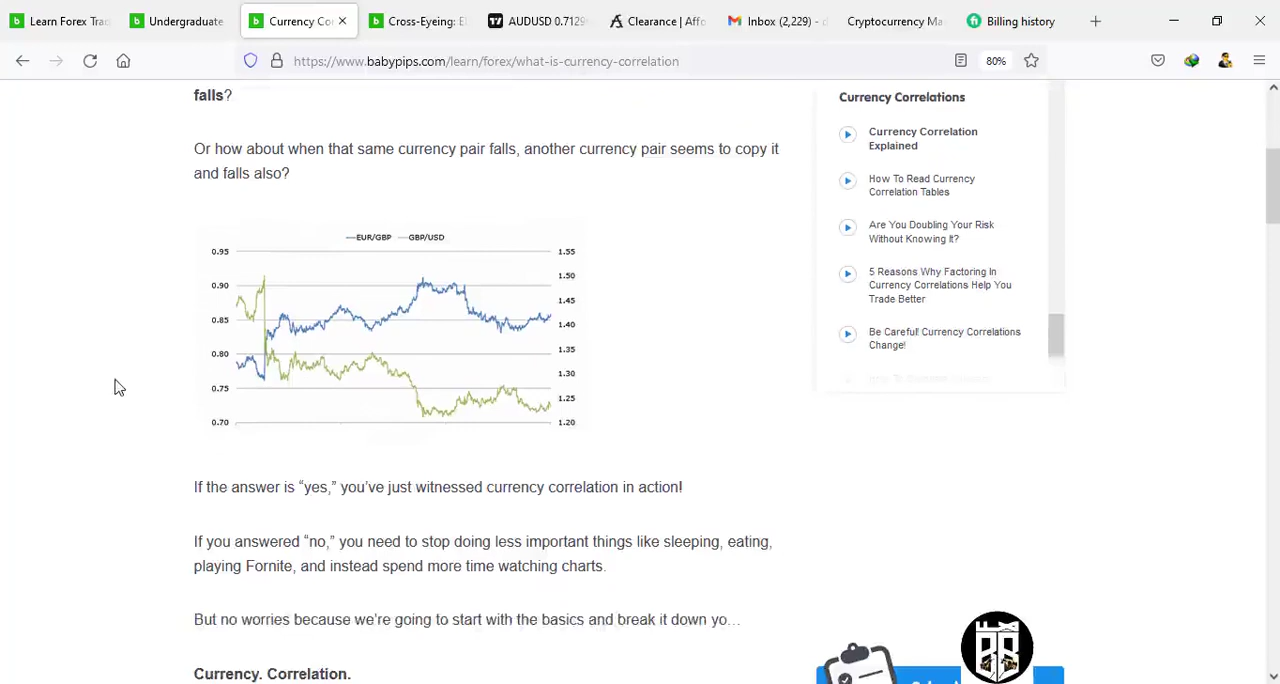 Learn Forex Tra
Undergraduate
Currency Co
Cross-Eyeing: E
AUDUSD 0.7129
Clearance | Affo
Inbox (2,229) - d
Cryptocurrency Ma
Billing history
https://www.babypips.com/learn/forex/what-is-currency-correlation
80%
falls?
Or how about when that same currency pair falls, another currency pair seems to copy it
and falls also?
EUR/GBP GBP/USD
0.95
0.90
0.85
0.80
0.75
0.70
1.55
1.50
1.45
1.40
1.35
1.30
1.25
1.20
If the answer is “yes,” you’ve just witnessed currency correlation in action!
If you answered “no,” you need to stop doing less important things like sleeping, eating,
playing Fornite, and instead spend more time watching charts.
But no worries because we’re going to start with the basics and break it down yo…
Currency. Correlation.
Currency Correlations
Currency Correlation
Explained
How To Read Currency
Correlation Tables
Are You Doubling Your Risk
Without Knowing It?
5 Reasons Why Factoring In
Currency Correlations Help You
Trade Better
Be Careful! Currency Correlations
Change!